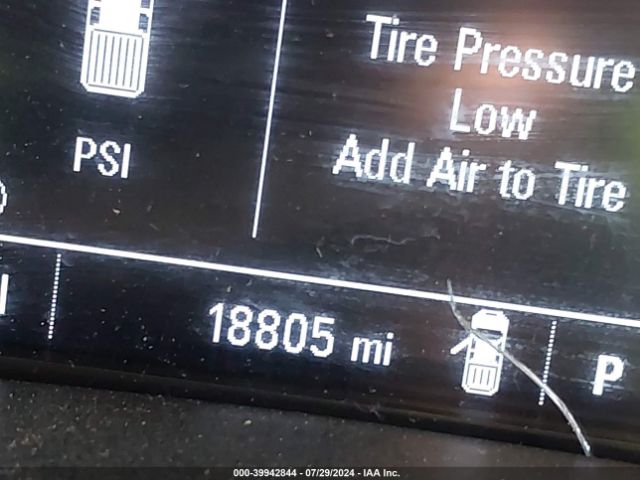 Tire Pressure
Low
Add Air to Tire
PSI
18805 mi
P
000-39942844 - 07/29/2024 - IAA Inc.